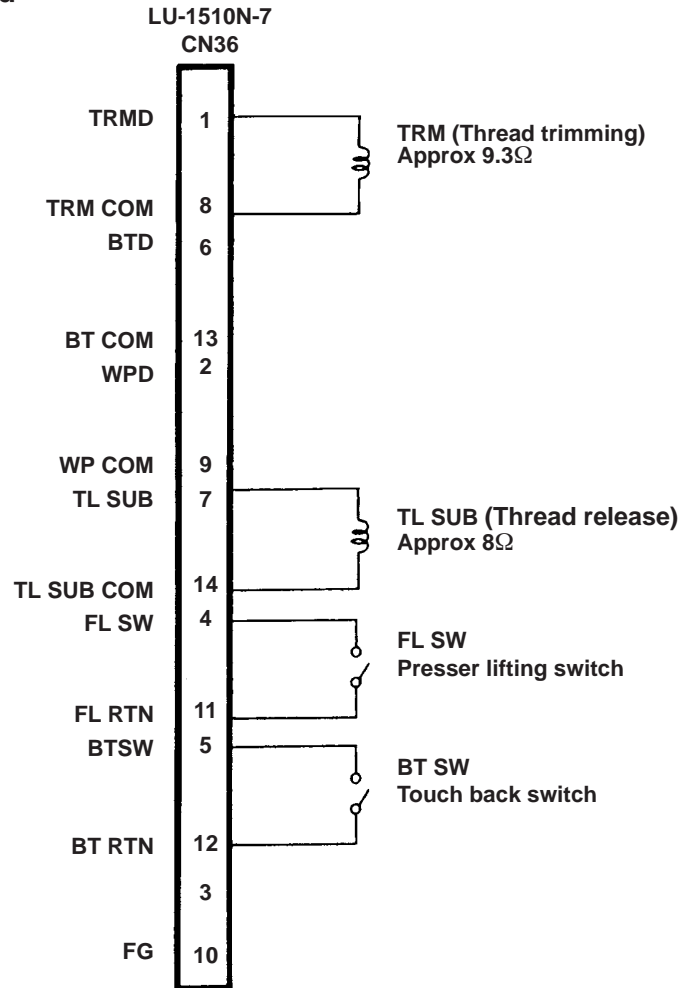 LU-1510N-7
CN36
TRMD 1
TRM (Thread trimming)
Approx 9.3Ω
TRM COM 8
BTD 6
BT COM 13
WPD 2
WP COM 9
TL SUB 7
TL SUB (Thread release)
Approx 8Ω
TL SUB COM 14
FL SW 4
FL SW
Presser lifting switch
FL RTN 11
BTSW 5
BT SW
Touch back switch
BT RTN 12
3
FG 10